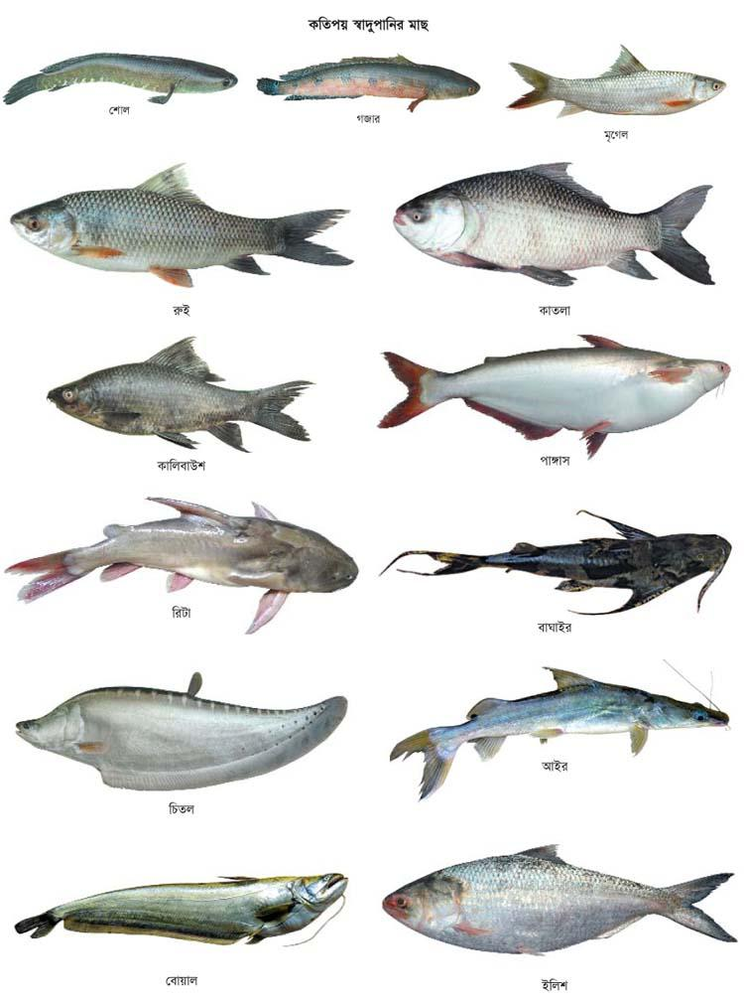 কতিপয় স্বাদুপানির মাছ
শোল
গজার
মৃগেল
রুই
কাতলা
কালিবাউশ
পাঙ্গাস
রিটা
বাঘাইর
চিতল
আইর
বোয়াল
ইলিশ